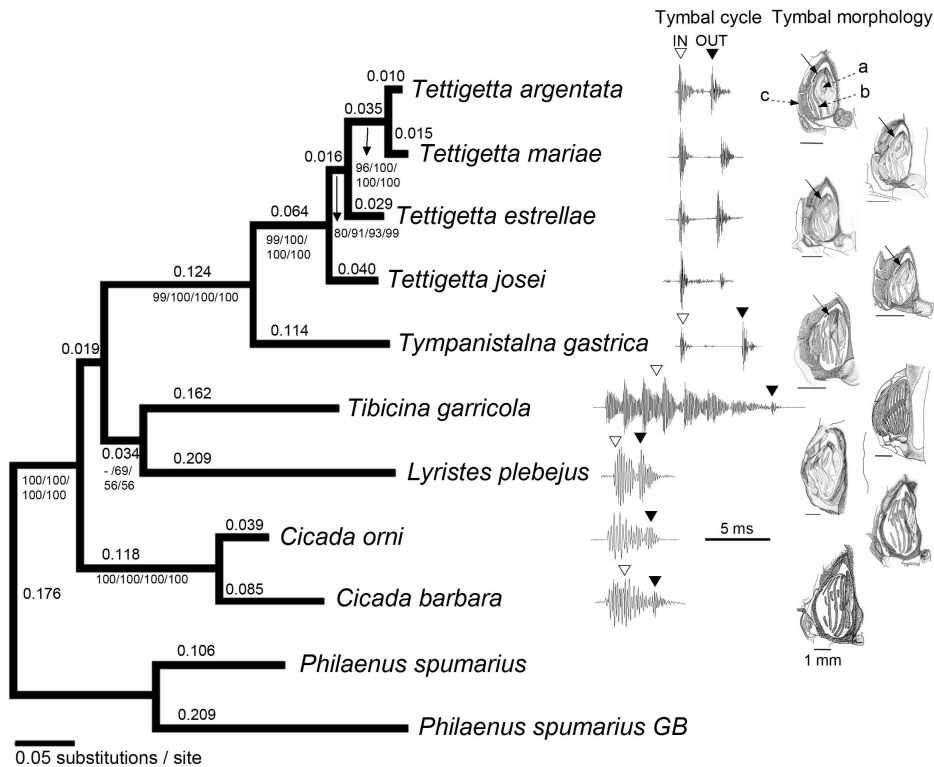 Tymbal cycle Tymbal morphology
IN OUT
a
b
c
0.010
Tettigetta argentata
0.035
0.015
Tettigetta mariae
0.016
96/100/
100/100
0.029
Tettigetta estrellae
0.064
80/91/93/99
99/100/
100/100
0.040
Tettigetta josei
0.124
99/100/100/100
0.114
Tympanistalna gastrica
0.019
0.162
Tibicina garricola
0.034
- /69/
56/56
0.209
Lyristes plebejus
100/100/
100/100
0.039
Cicada orni
5 ms
0.118
100/100/100/100
0.085
Cicada barbara
0.176
0.106
Philaenus spumarius
1 mm
0.209
Philaenus spumarius GB
0.05 substitutions / site